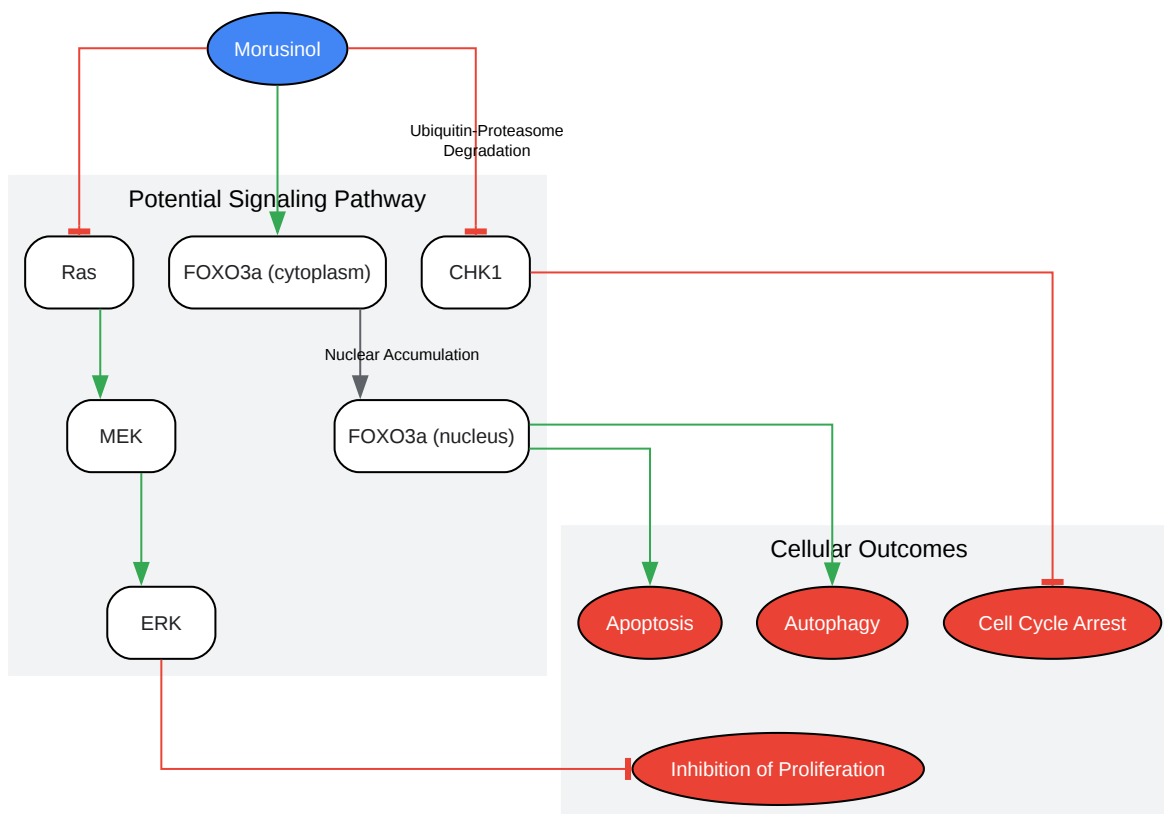 Morusinol
Ubiquitin-Proteasome
Degradation
Potential Signaling Pathway
Ras
FOXO3a (cytoplasm)
CHK1
Nuclear Accumulation
MEK
FOXO3a (nucleus)
Cellular Outcomes
ERK
Apoptosis
Autophagy
Cell Cycle Arrest
Inhibition of Proliferation